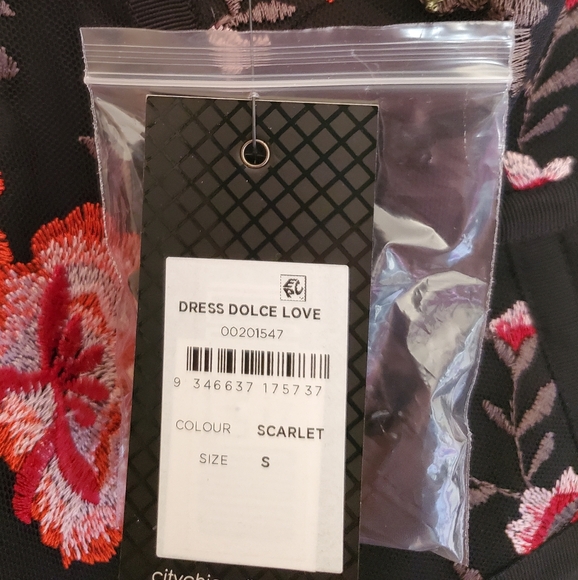 DRESS DOLCE LOVE
00201547
9 346637 175737
COLOUR SCARLET
SIZE S